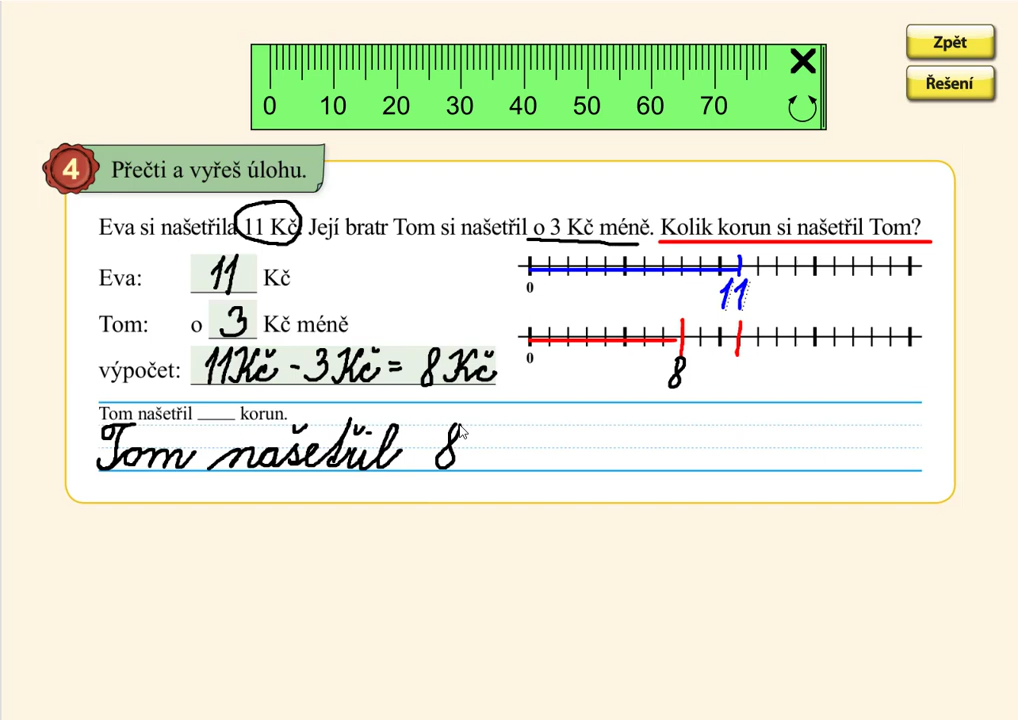 Zpět
Řešení
0 10 20 30 40 50 60 70
4 Přečti a vyřeš úlohu.
Eva si našetřila 11 Kč. Její bratr Tom si našetřil o 3 Kč méně. Kolik korun si našetřil Tom?
Eva: 11 Kč
0
11
Tom: o 3 Kč méně
0
8
výpočet: 11Kč - 3Kč = 8Kč
Tom našetřil ____ korun.
Tom našetřil 8